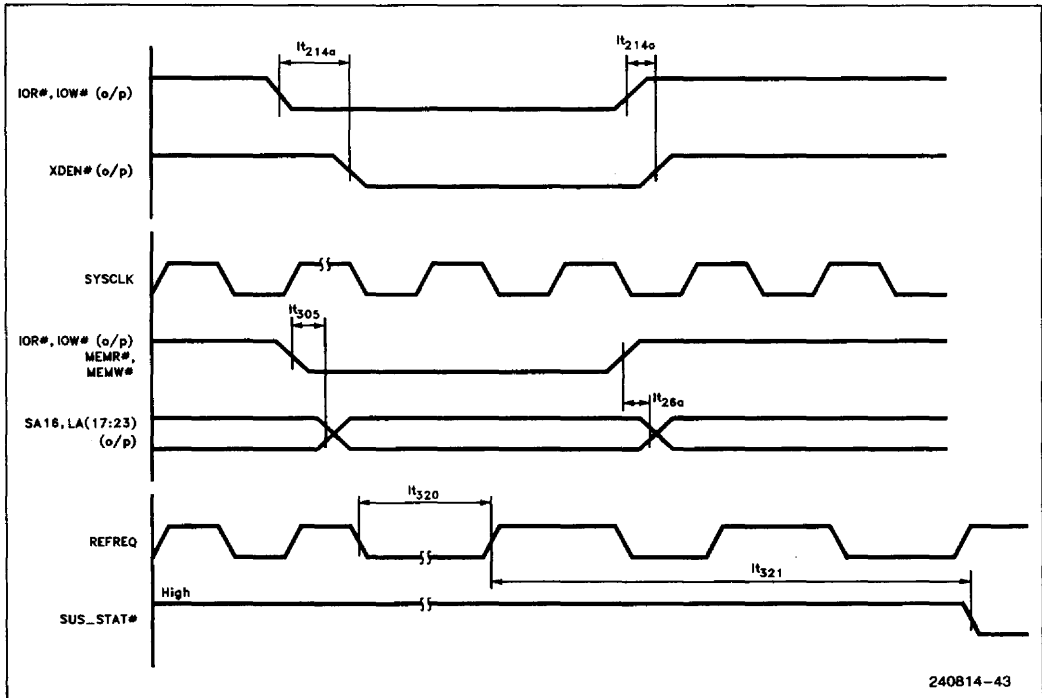 It214a It214a
IOR#, IOW# (o/p)
XDEN# (o/p)
SYSCLK
It305
IOR#, IOW# (o/p)
MEMR#,
MEMW#
It26a
SA16, LA(17:23)
(o/p)
It320
REFREQ
It321
High
SUS_STAT#
240814-43